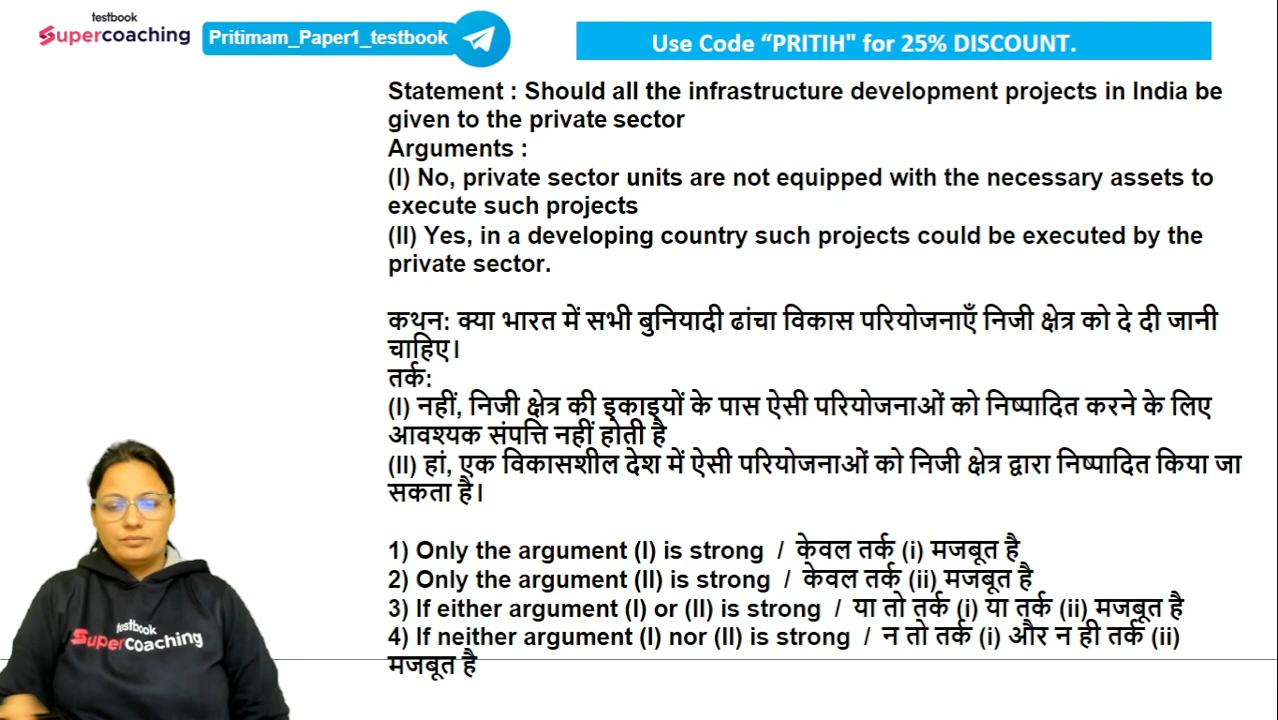 testbook
Supercoaching
Pritimam_Paper1_testbook
Use Code “PRITIH" for 25% DISCOUNT.
Statement : Should all the infrastructure development projects in India be
given to the private sector
Arguments :
(I) No, private sector units are not equipped with the necessary assets to
execute such projects
(II) Yes, in a developing country such projects could be executed by the
private sector.
कथन: क्या भारत में सभी बुनियादी ढांचा विकास परियोजनाएँ निजी क्षेत्र को दे दी जानी
चाहिए।
तर्क:
(I) नहीं, निजी क्षेत्र की इकाइयों के पास ऐसी परियोजनाओं को निष्पादित करने के लिए
आवश्यक संपत्ति नहीं होती है
(II) हां, एक विकासशील देश में ऐसी परियोजनाओं को निजी क्षेत्र द्वारा निष्पादित किया जा
सकता है।
1) Only the argument (I) is strong / केवल तर्क (i) मजबूत है
2) Only the argument (II) is strong / केवल तर्क (ii) मजबूत है
3) If either argument (I) or (II) is strong / या तो तर्क (i) या तर्क (ii) मजबूत है
4) If neither argument (I) nor (II) is strong / न तो तर्क (i) और न ही तर्क (ii)
मजबूत है
testbook
Supercoaching